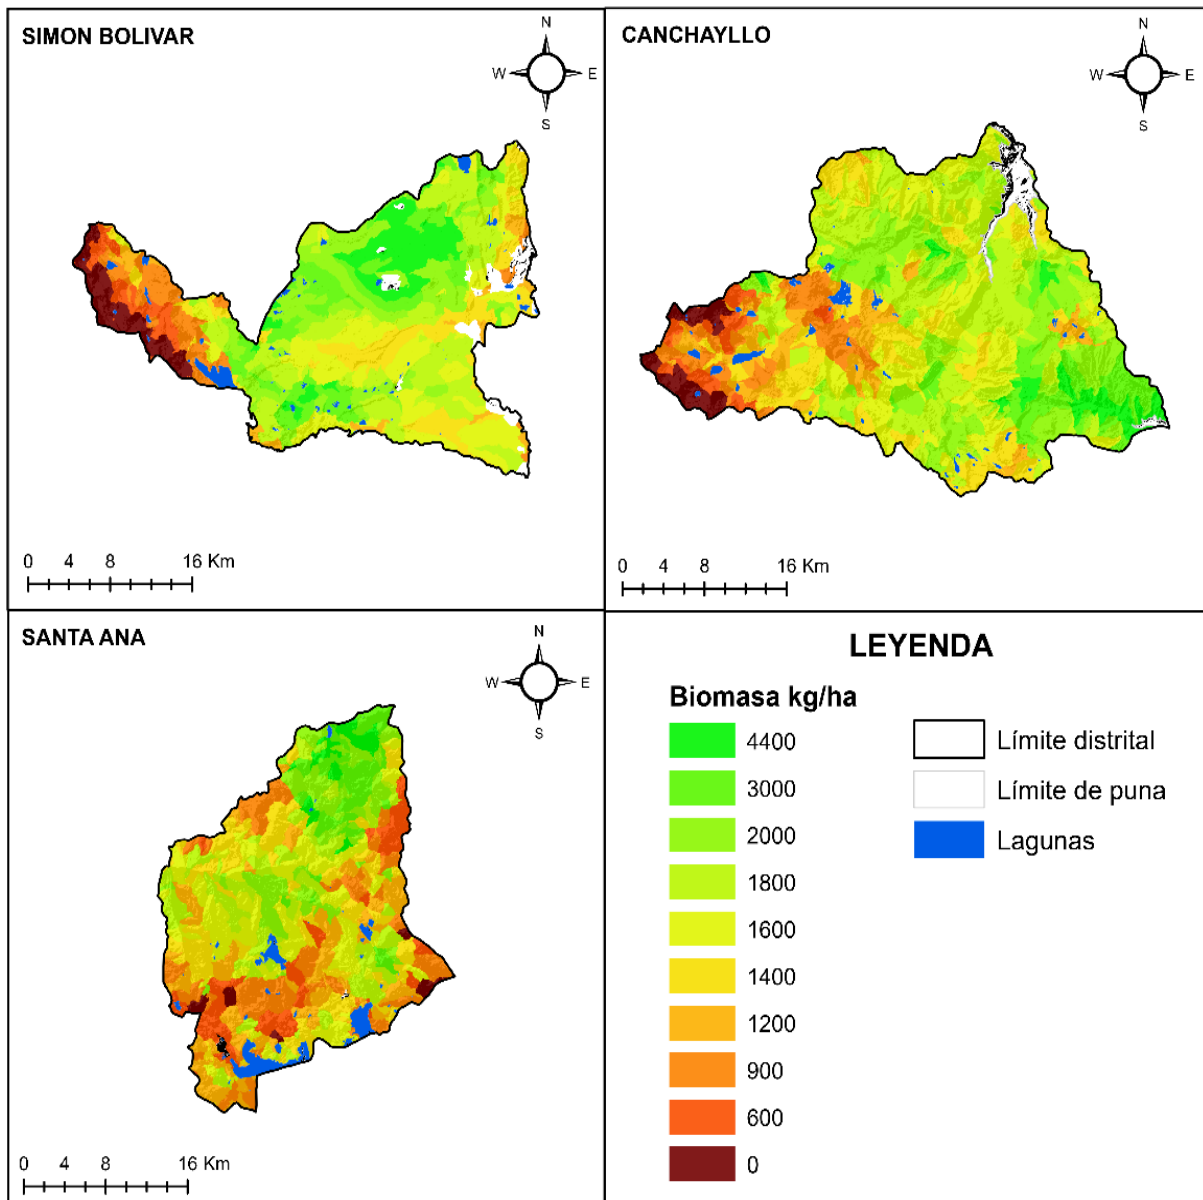 SIMON BOLIVAR
N
W E
S
0 4 8 16 Km
CANCHAYLLO
N
W E
S
0 4 8 16 Km
SANTA ANA
N
W E
S
0 4 8 16 Km
LEYENDA
Biomasa kg/ha
4400
3000
2000
1800
1600
1400
1200
900
600
0
Límite distrital
Límite de puna
Lagunas